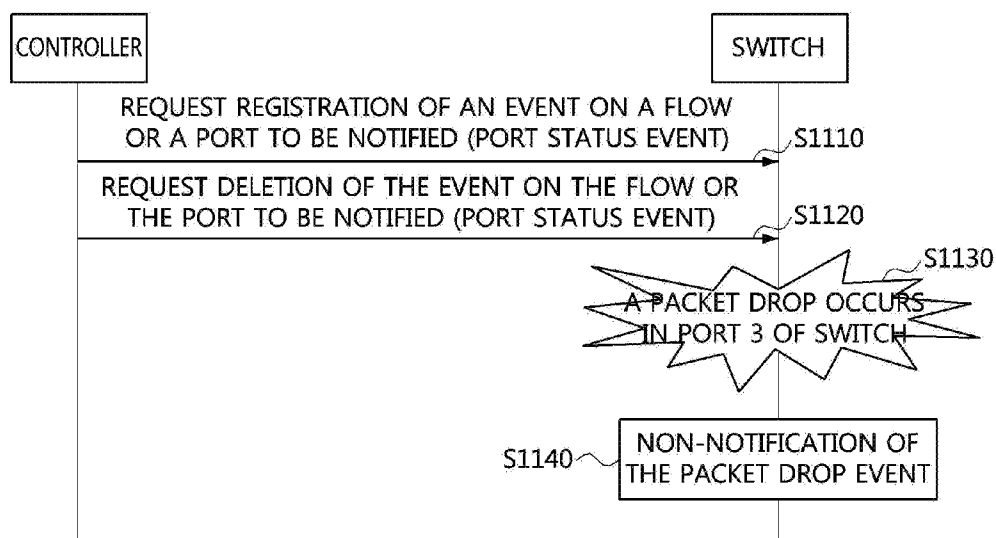 CONTROLLER
SWITCH
REQUEST REGISTRATION OF AN EVENT ON A FLOW
OR A PORT TO BE NOTIFIED (PORT STATUS EVENT)
S1110
REQUEST DELETION OF THE EVENT ON THE FLOW OR
THE PORT TO BE NOTIFIED (PORT STATUS EVENT)
S1120
S1130
A PACKET DROP OCCURS
IN PORT 3 OF SWITCH
S1140
NON-NOTIFICATION OF
THE PACKET DROP EVENT